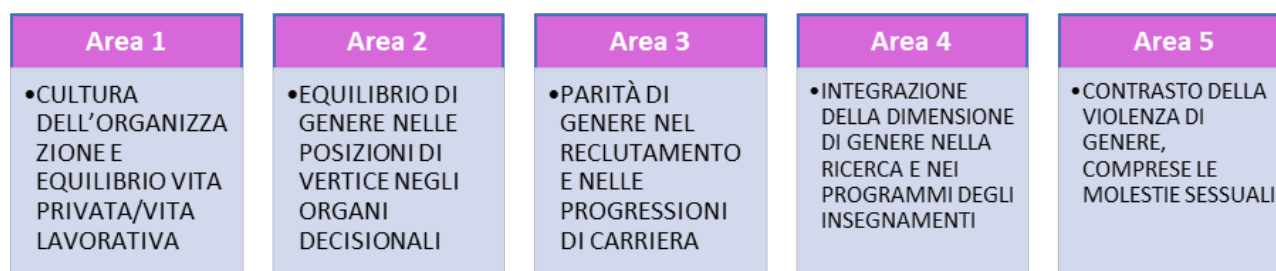 Area 1
•CULTURA
DELL'ORGANIZZA
ZIONE E
EQUILIBRIO VITA
PRIVATA/VITA
LAVORATIVA
Area 2
•EQUILIBRIO DI
GENERE NELLE
POSIZIONI DI
VERTICE NEGLI
ORGANI
DECISIONALI
Area 3
•PARITÀ DI
GENERE NEL
RECLUTAMENTO
E NELLE
PROGRESSIONI
DI CARRIERA
Area 4
•INTEGRAZIONE
DELLA DIMENSIONE
DI GENERE NELLA
RICERCA E NEI
PROGRAMMI DEGLI
INSEGNAMENTI
Area 5
•CONTRASTO DELLA
VIOLENZA DI
GENERE,
COMPRESE LE
MOLESTIE SESSUALI